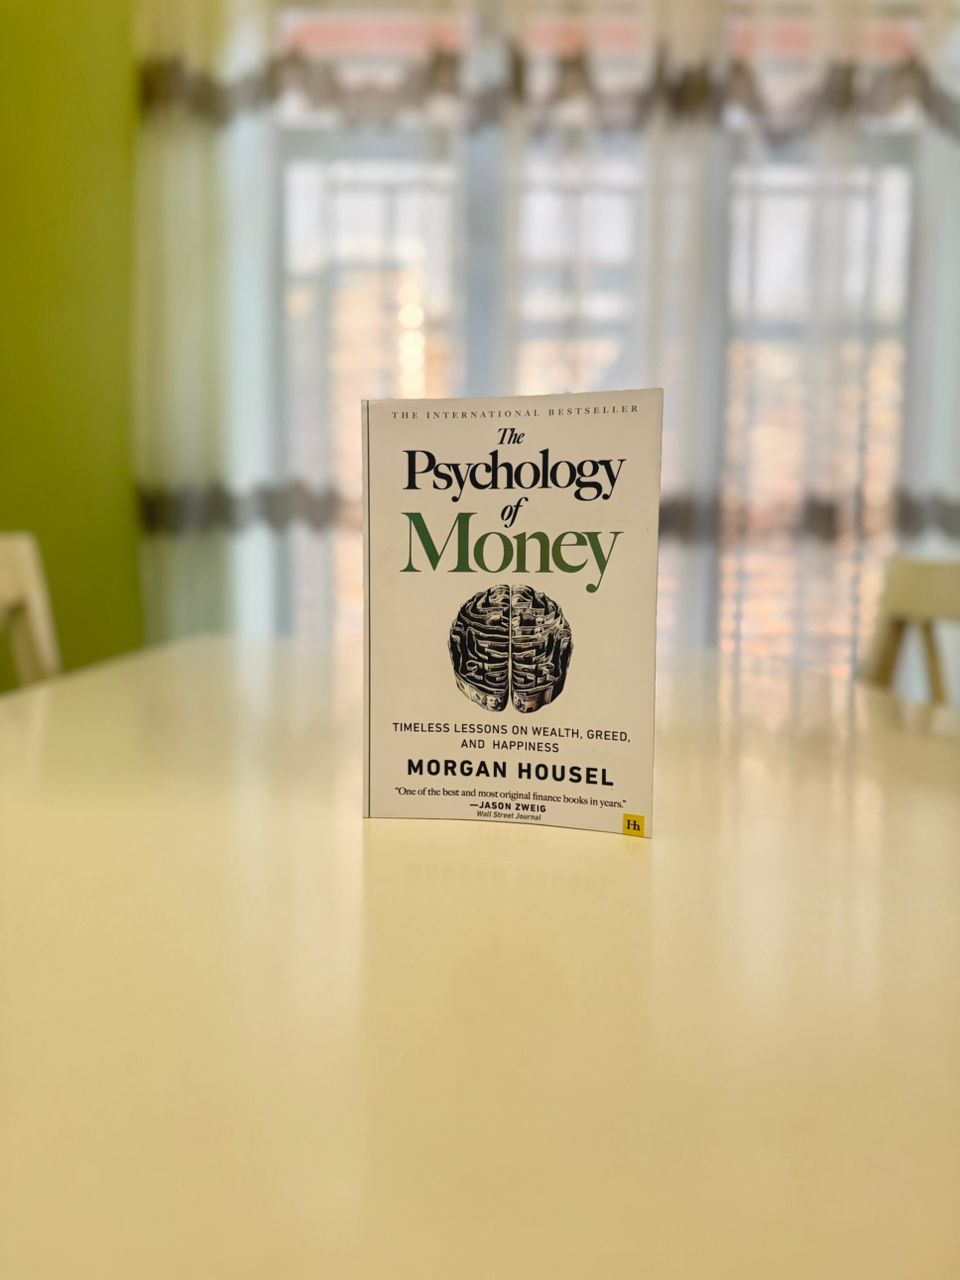 THE INTERNATIONAL BESTSELLER
The
Psychology
of
Money
TIMELESS LESSONS ON WEALTH, GREED,
AND HAPPINESS
MORGAN HOUSEL
"One of the best and most original finance books in years."
—JASON ZWEIG
Wall Street Journal
Hh